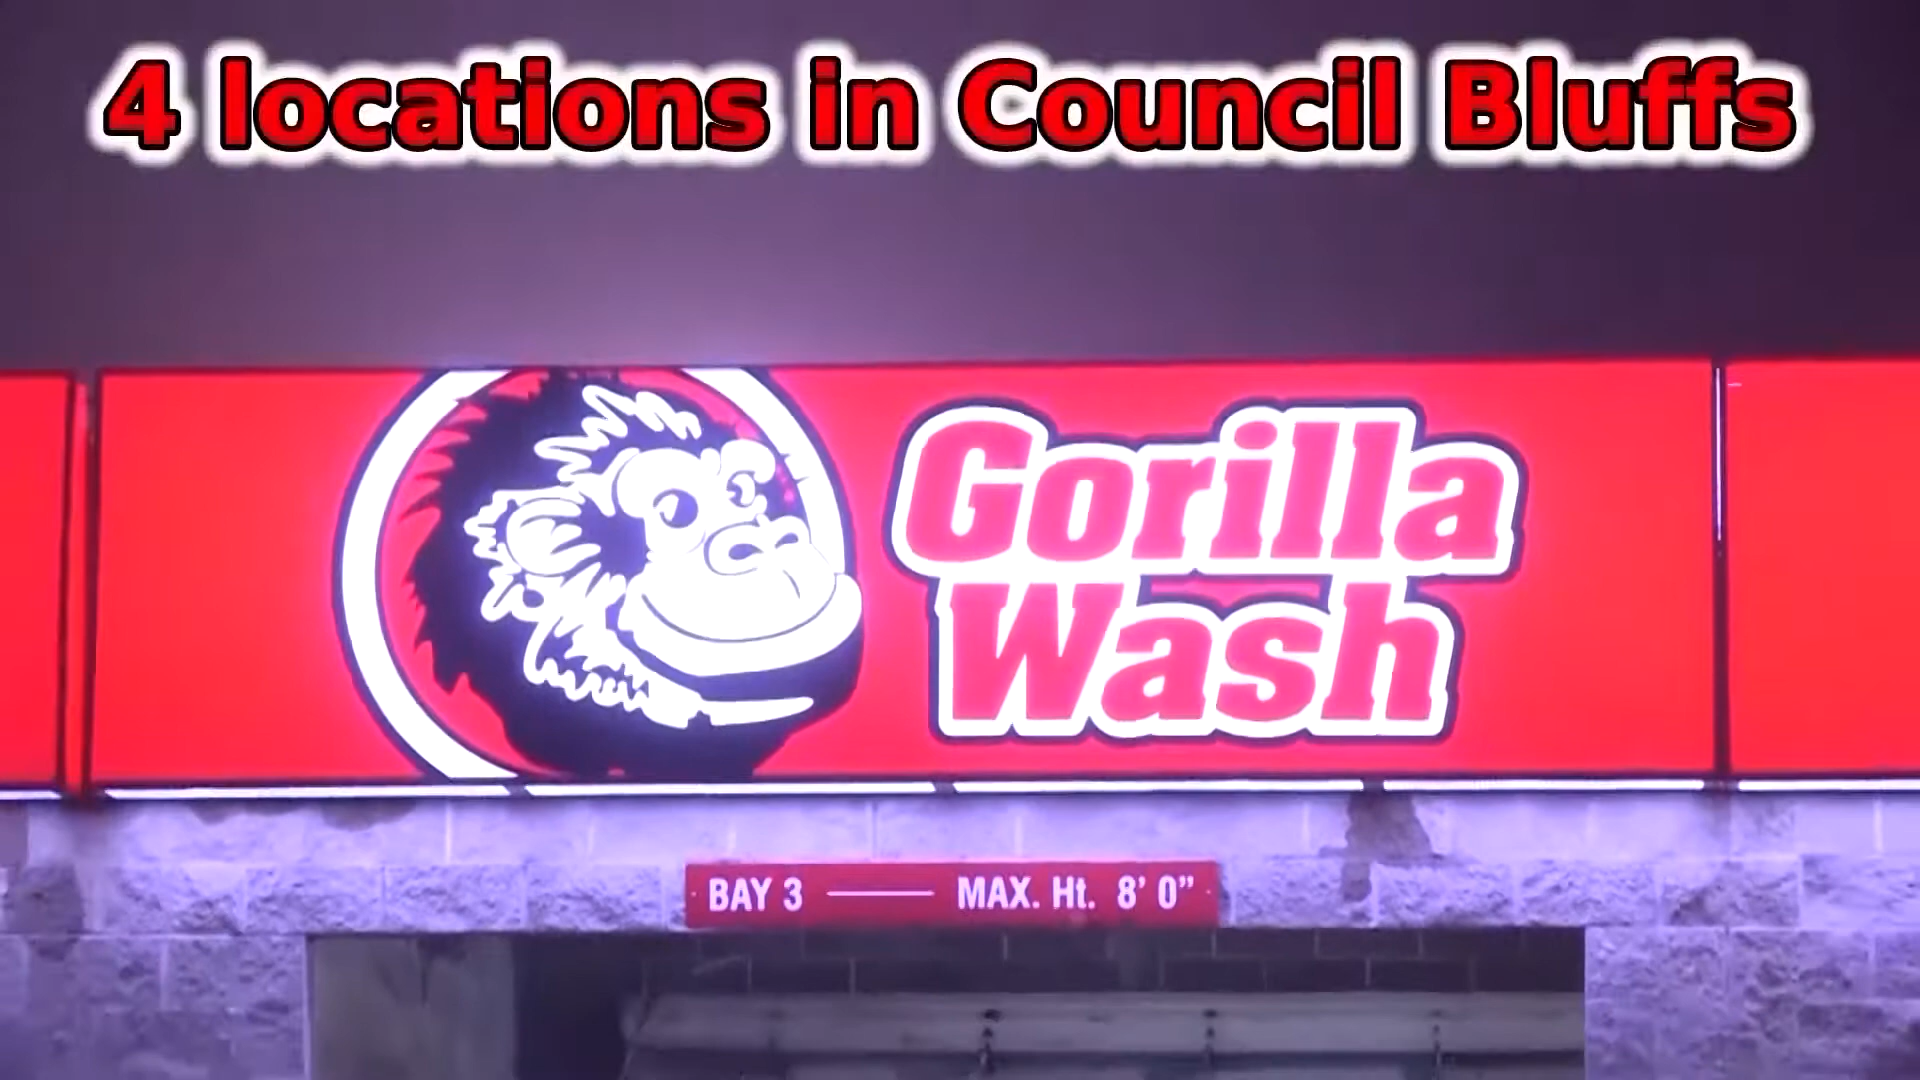 4 locations in Council Bluffs
Gorilla
Wash
BAY 3 —— MAX. Ht. 8’ 0”